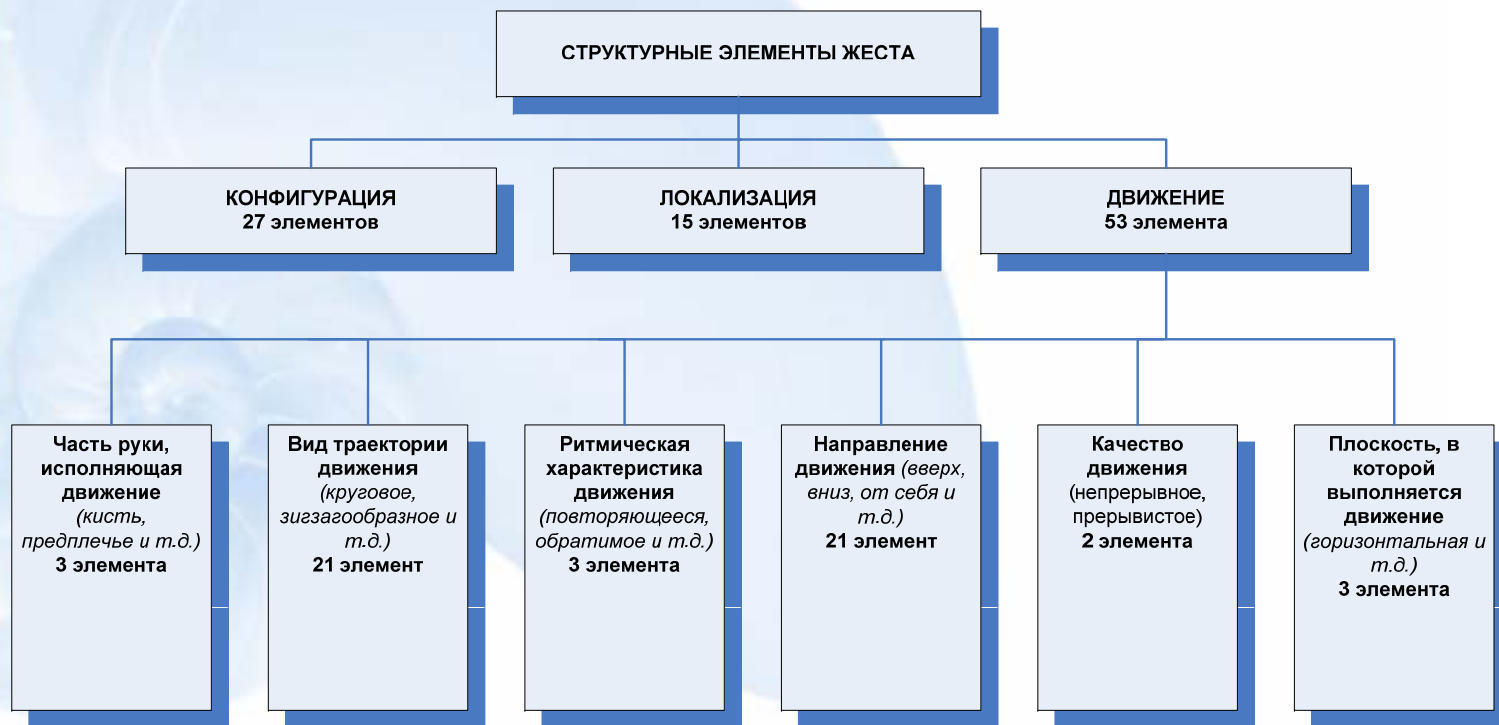 СТРУКТУРНЫЕ ЭЛЕМЕНТЫ ЖЕСТА
КОНФИГУРАЦИЯ
27 элементов
ЛОКАЛИЗАЦИЯ
15 элементов
ДВИЖЕНИЕ
53 элемента
Часть руки,
исполняющая
движение
(кисть,
предплечье и т.д.)
3 элемента
Вид траектории
движения
(круговое,
зигзагообразное и
т.д.)
21 элемент
Ритмическая
характеристика
движения
(повторяющееся,
обратимое и т.д.)
3 элемента
Направление
движения (вверх,
вниз, от себя и
т.д.)
21 элемент
Качество
движения
(непрерывное,
прерывистое)
2 элемента
Плоскость, в
которой
выполняется
движение
(горизонтальная и
т.д.)
3 элемента